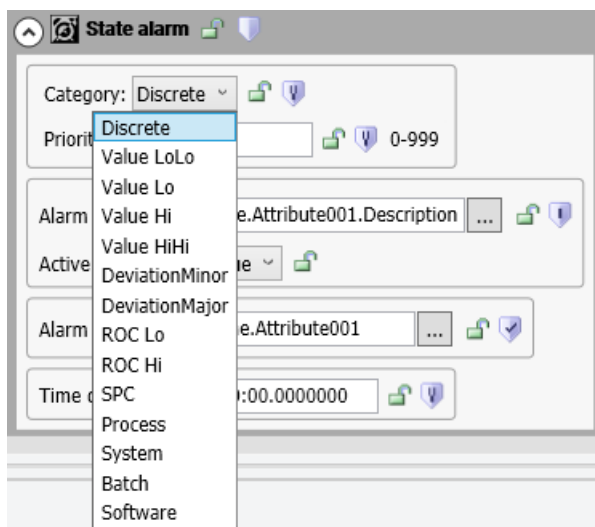 State alarm
Category: Discrete
Discrete
Priorit 0-999
Value LoLo
Value Lo
Alarm Value Hi e.Attribute001.Description ...
Value HiHi
Active ue
DeviationMinor
DeviationMajor
Alarm ROC Lo e.Attribute001 ...
ROC Hi
Time SPC :00.0000000
Process
System
Batch
Software